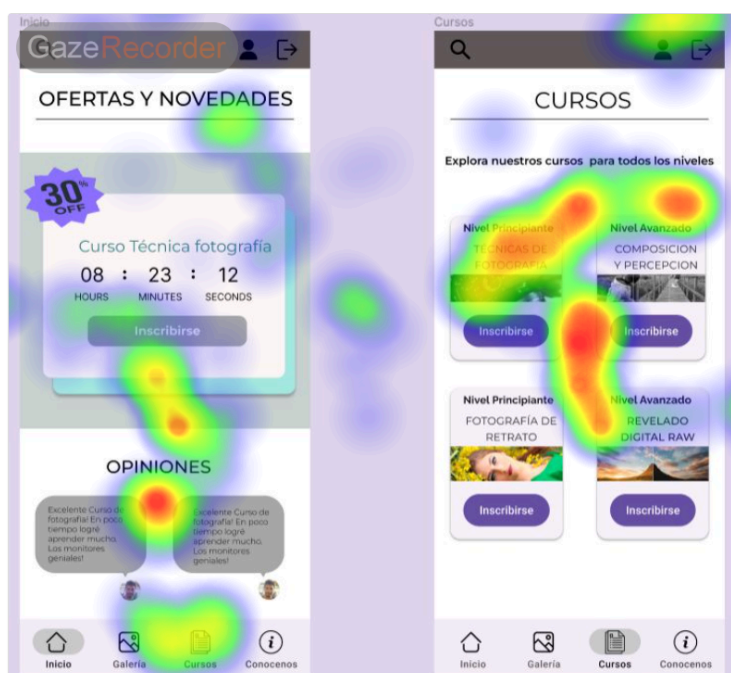 Inicio
GazeRecorder
OFERTAS Y NOVEDADES
30%
OFF
Curso Técnica fotografía
08 : 23 : 12
HOURS MINUTES SECONDS
Inscribirse
OPINIONES
Excelente Curso de
fotografia! En poco
tiempo logré
aprender mucho.
Los monitores
geniales!
Excelente Curso de
fotografia! En poco
tiempo logré
aprender mucho.
Los monitores
geniales!
Inicio Galería Cursos Conocenos
Cursos
CURSOS
Explora nuestros cursos para todos los niveles
Nivel Principiante
TÉCNICAS DE
FOTOGRAFÍA
Inscribirse
Nivel Avanzado
COMPOSICION
Y PERCEPCION
Inscribirse
Nivel Principiante
FOTOGRAFÍA DE
RETRATO
Inscribirse
Nivel Avanzado
REVELADO
DIGITAL RAW
Inscribirse
Inicio Galería Cursos Conocenos